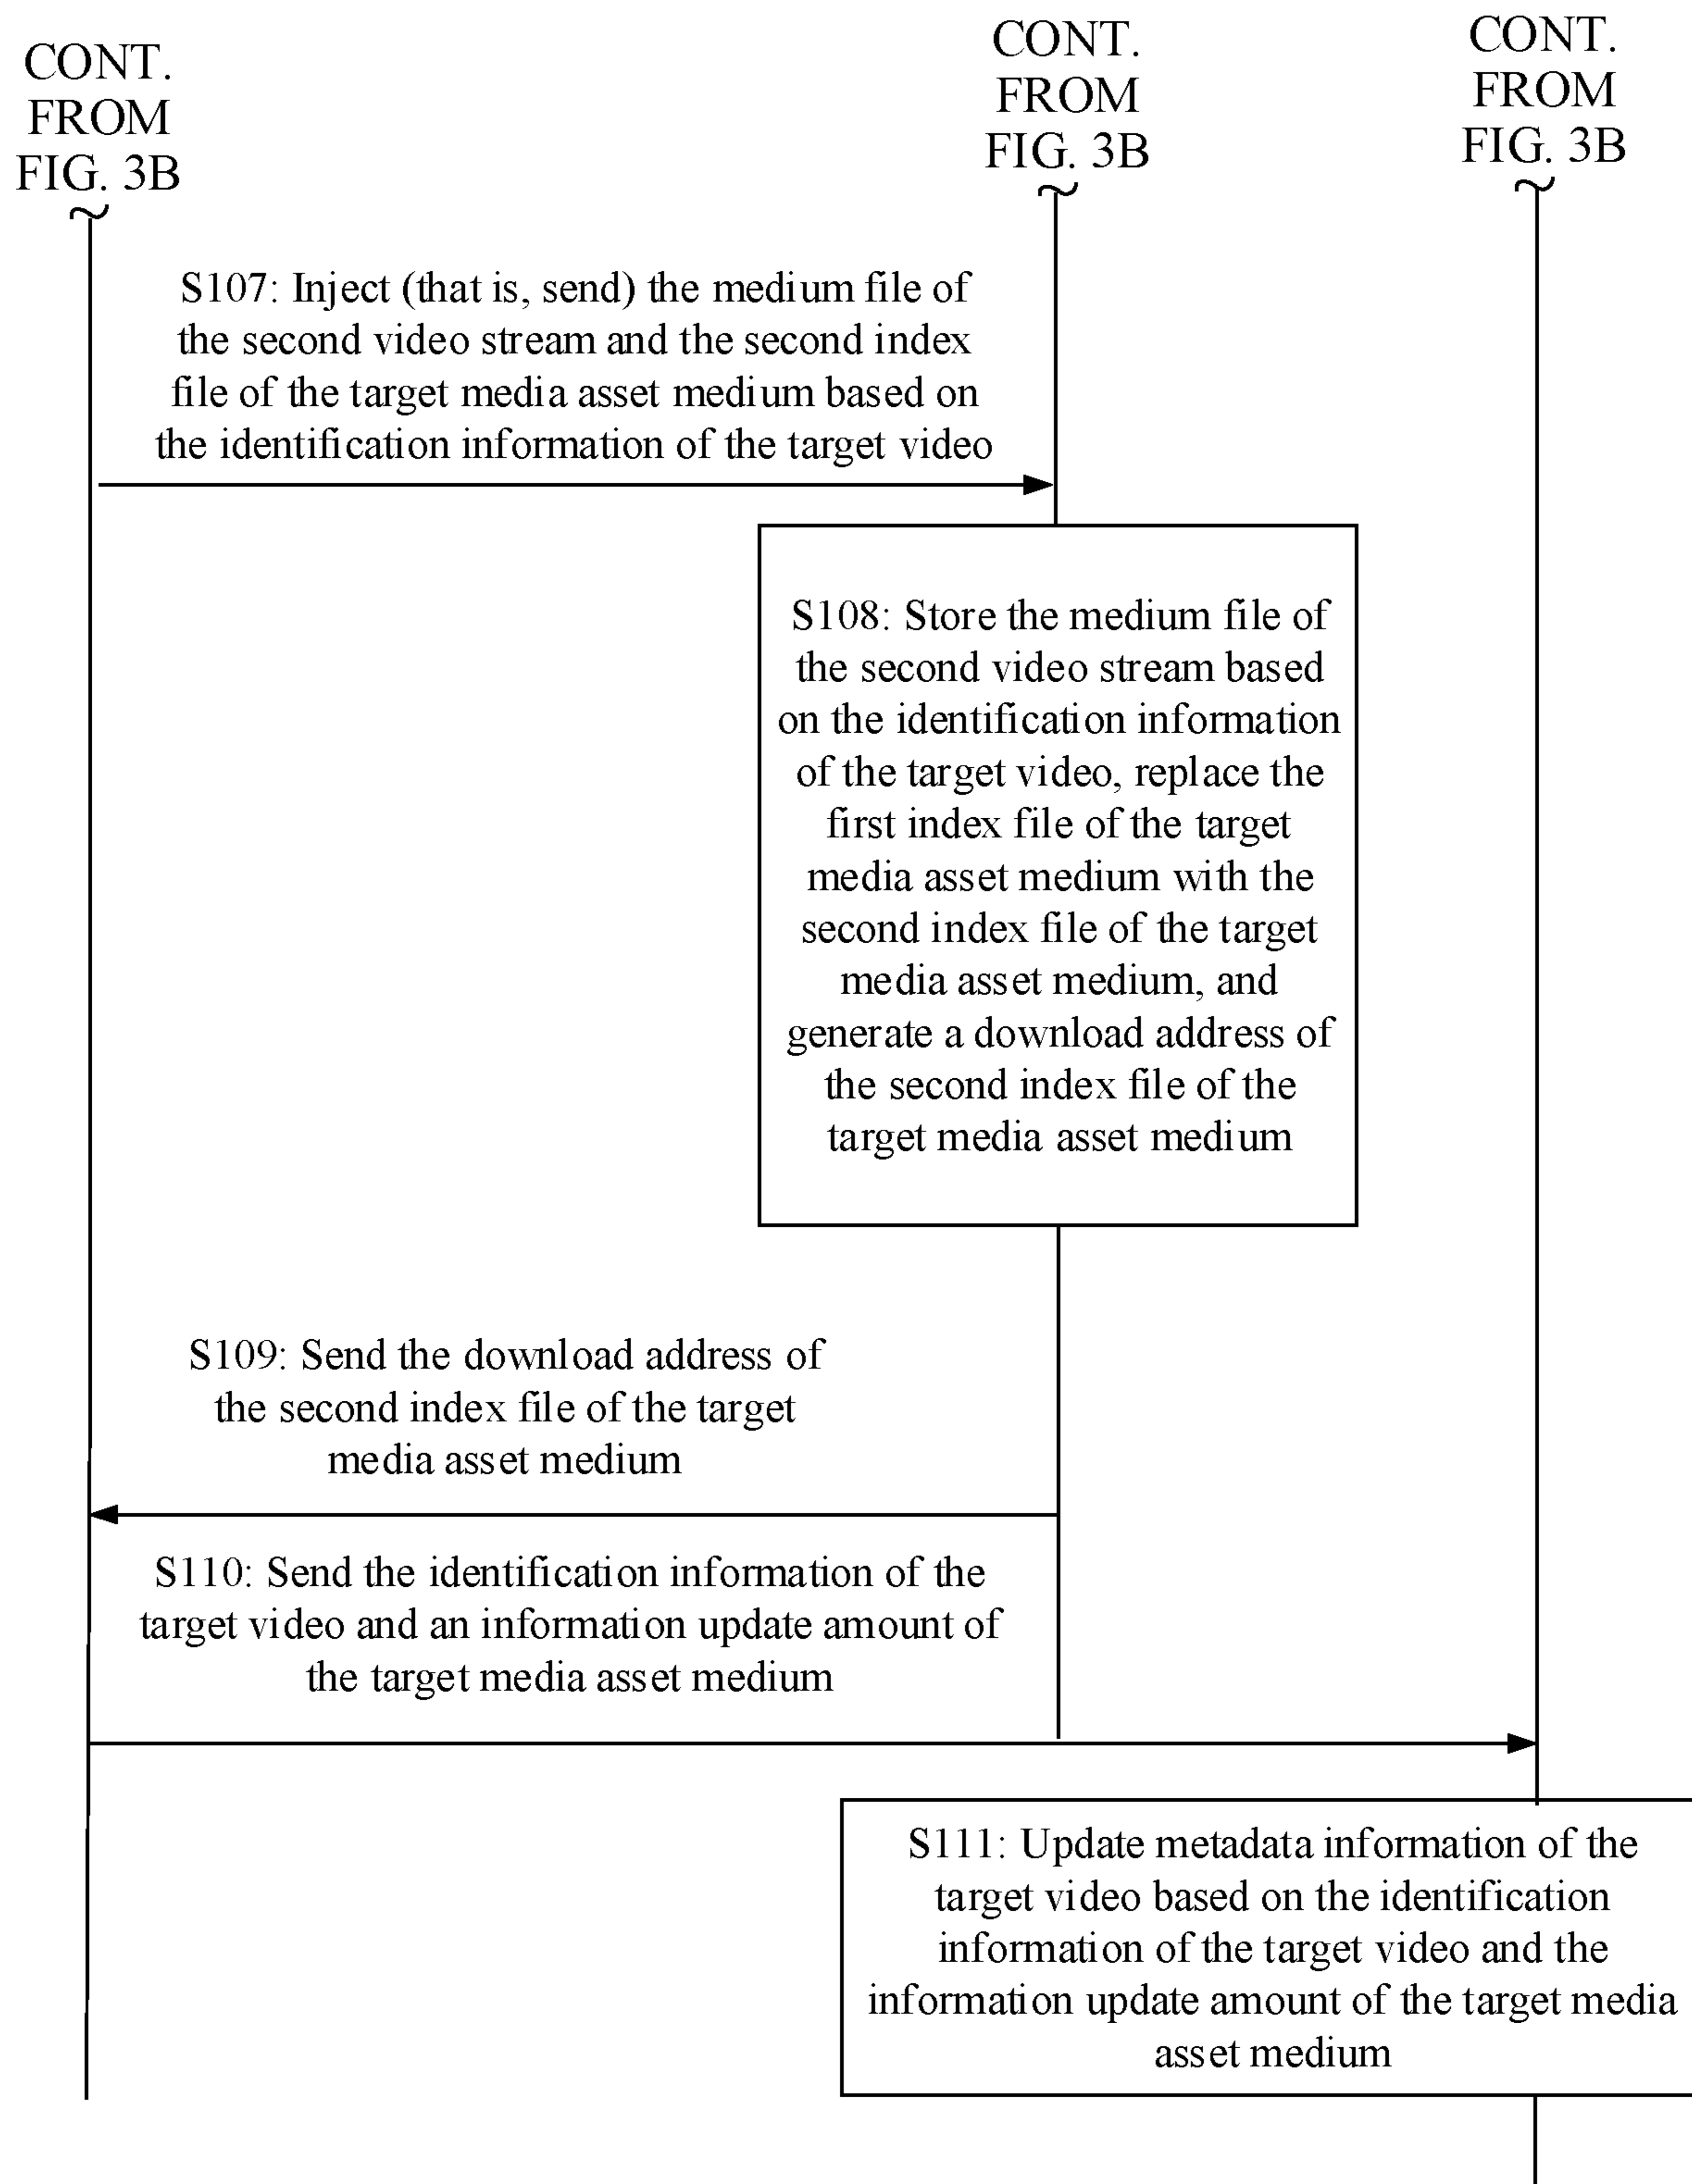 CONT.
FROM
FIG. 3B
CONT.
FROM
FIG. 3B
CONT.
FROM
FIG. 3B
S107: Inject (that is, send) the medium file of
the second video stream and the second index
file of the target media asset medium based on
the identification information of the target video
S108: Store the medium file of
the second video stream based
on the identification information
of the target video, replace the
first index file of the target
media asset medium with the
second index file of the target
media asset medium, and
generate a download address of
the second index file of the
target media asset medium
S109: Send the download address of
the second index file of the target
media asset medium
S110: Send the identification information of the
target video and an information update amount of
the target media asset medium
S111: Update metadata information of the
target video based on the identification
information of the target video and the
information update amount of the target media
asset medium